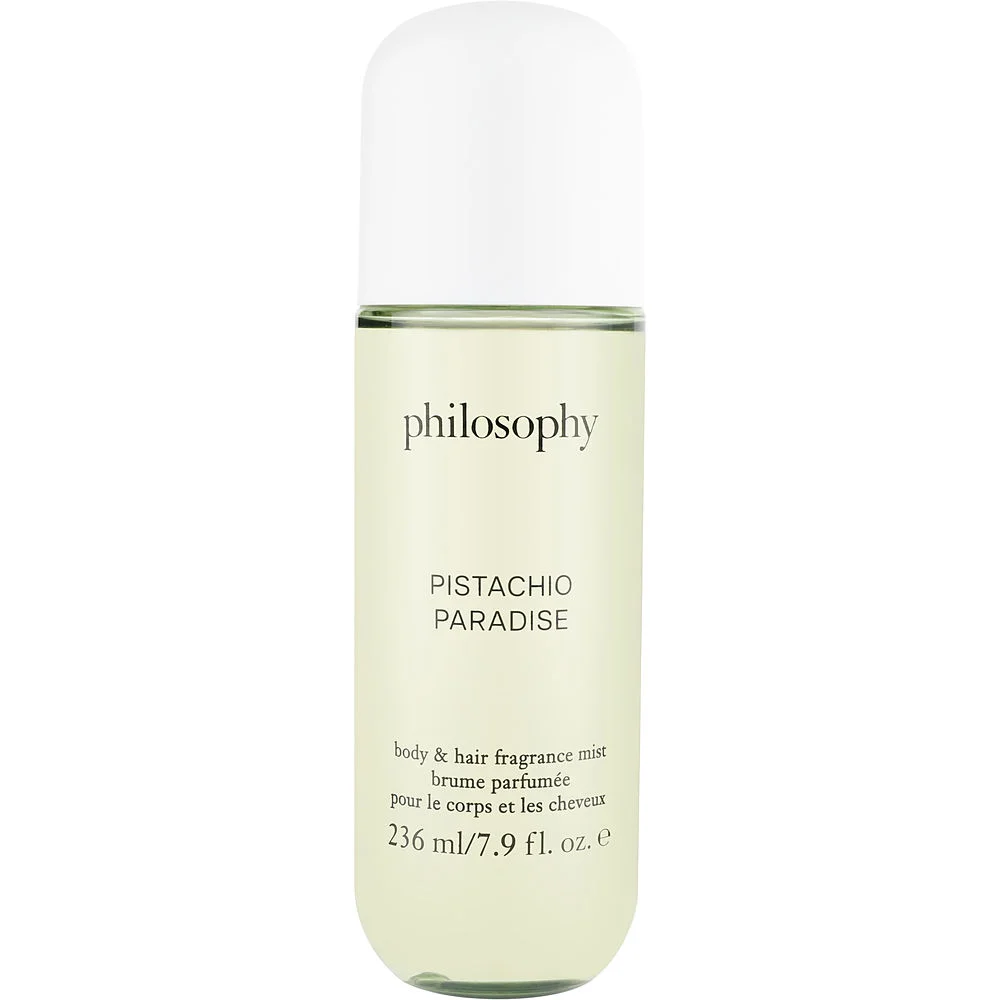 philosophy
PISTACHIO
PARADISE
body & hair fragrance mist
brume parfumée
pour le corps et les cheveux
236 ml/7.9 fl. oz. ℮